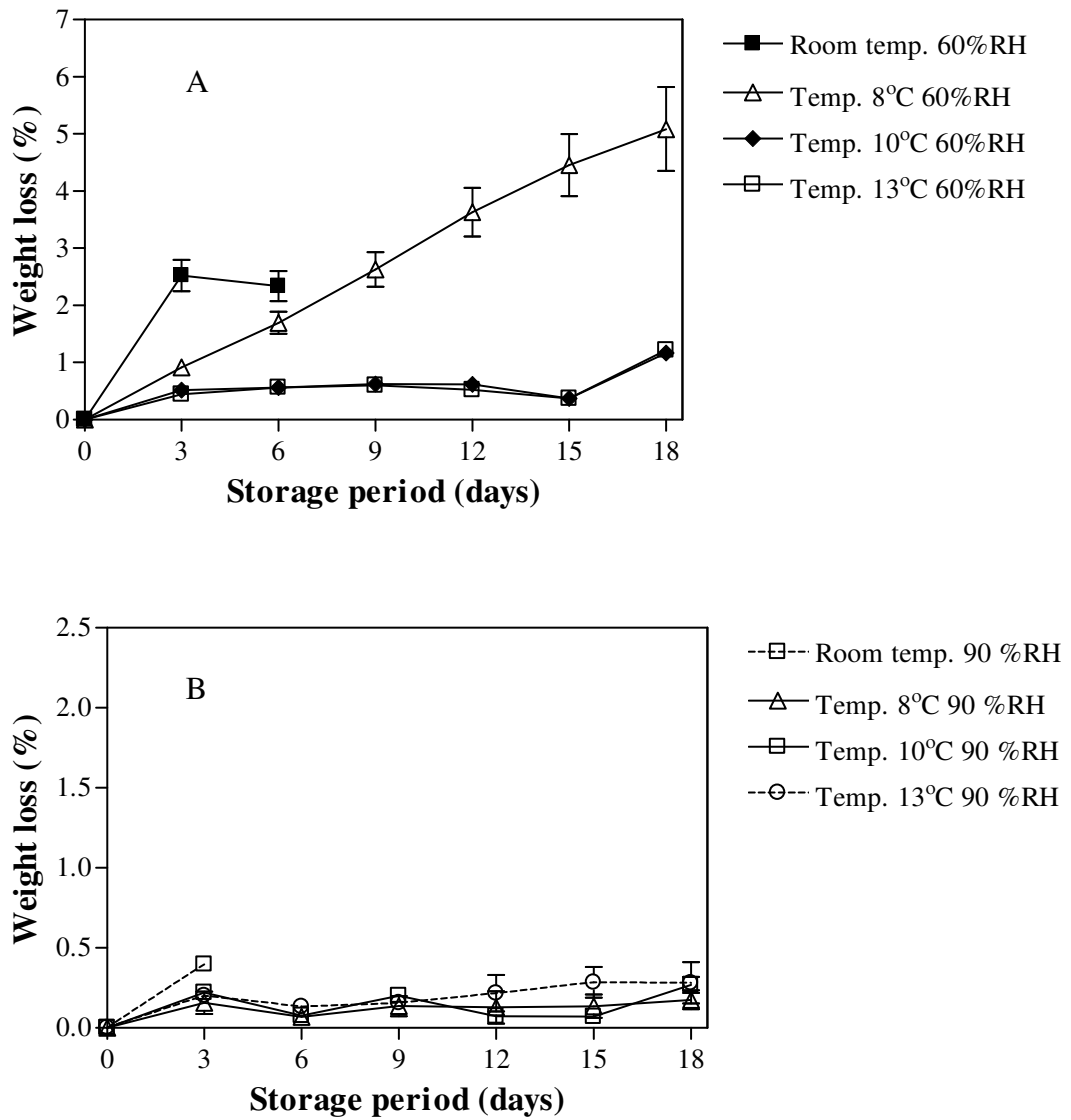 7
6
5
4
3
2
1
0
Weight loss (%)
A
0 3 6 9 12 15 18
Storage period (days)
Room temp. 60%RH
Temp. 8°C 60%RH
Temp. 10°C 60%RH
Temp. 13°C 60%RH
2.5
2.0
1.5
1.0
0.5
0.0
Weight loss (%)
B
0 3 6 9 12 15 18
Storage period (days)
Room temp. 90 %RH
Temp. 8°C 90 %RH
Temp. 10°C 90 %RH
Temp. 13°C 90 %RH